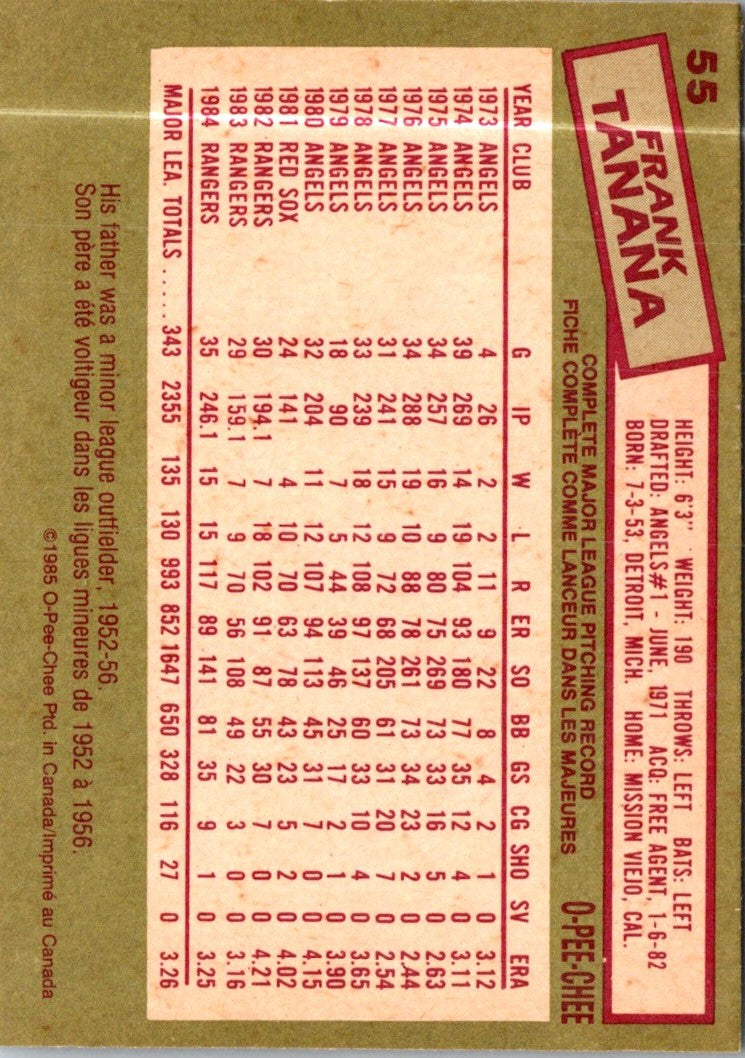 55
FRANK
TANANA
HEIGHT: 6'3" WEIGHT: 190 THROWS: LEFT BATS: LEFT
DRAFTED: ANGELS#1 - JUNE, 1971 ACQ: FREE AGENT, 1-6-82
BORN: 7-3-53, DETROIT, MICH. HOME: MISSION VIEJO, CAL.
COMPLETE MAJOR LEAGUE PITCHING RECORD
FICHE COMPLÈTE COMME LANCEUR DANS LES MAJEURES
O-PEE-CHEE
YEAR CLUB G IP W L R ER SO BB GS CG SHO SV ERA
1973 ANGELS 4 26 2 2 11 9 22 8 4 2 1 0 3.12
1974 ANGELS 39 269 14 19 104 93 180 77 35 12 4 0 3.11
1975 ANGELS 34 257 16 9 80 75 269 73 33 16 5 0 2.63
1976 ANGELS 34 288 19 10 88 78 261 73 34 23 2 0 2.44
1977 ANGELS 31 241 15 9 72 68 205 61 31 20 7 0 2.54
1978 ANGELS 33 239 18 12 108 97 137 60 33 10 4 0 3.65
1979 ANGELS 18 90 7 5 44 39 46 25 17 2 1 0 3.90
1980 ANGELS 32 204 11 12 107 94 113 45 31 7 0 0 4.15
1981 RED SOX 24 141 4 10 70 63 78 43 23 5 2 0 4.02
1982 RANGERS 30 194.1 7 18 102 91 87 55 30 7 0 0 4.21
1983 RANGERS 29 159.1 7 9 70 56 108 49 22 3 0 0 3.16
1984 RANGERS 35 246.1 15 15 117 89 141 81 35 9 1 0 3.25
MAJOR LEA. TOTALS ..... 343 2355 135 130 993 852 1647 650 328 116 27 0 3.26
His father was a minor league outfielder, 1952-56.
Son père a été voltigeur dans les ligues mineures de 1952 à 1956.
©1985 O-Pee-Chee Ptd. in Canada/Imprimé au Canada